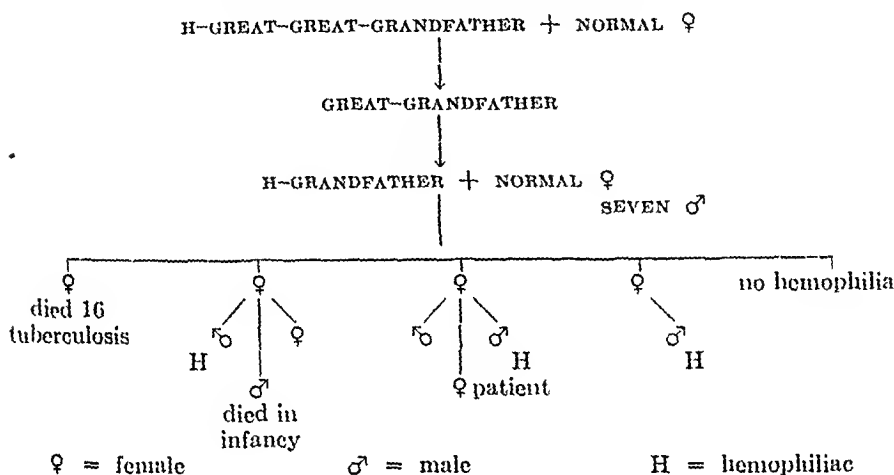 H-GREAT-GREAT-GRANDFATHER + NORMAL ♀
GREAT-GRANDFATHER
H-GRANDFATHER + NORMAL ♀
SEVEN ♂
♀ ♀ ♀ ♀ no hemophilia
died 16
tuberculosis
♂ ♀ ♂ ♂ ♂
H H H
♂ ♀ patient
died in
infancy
♀ = female ♂ = male H = hemophiliac